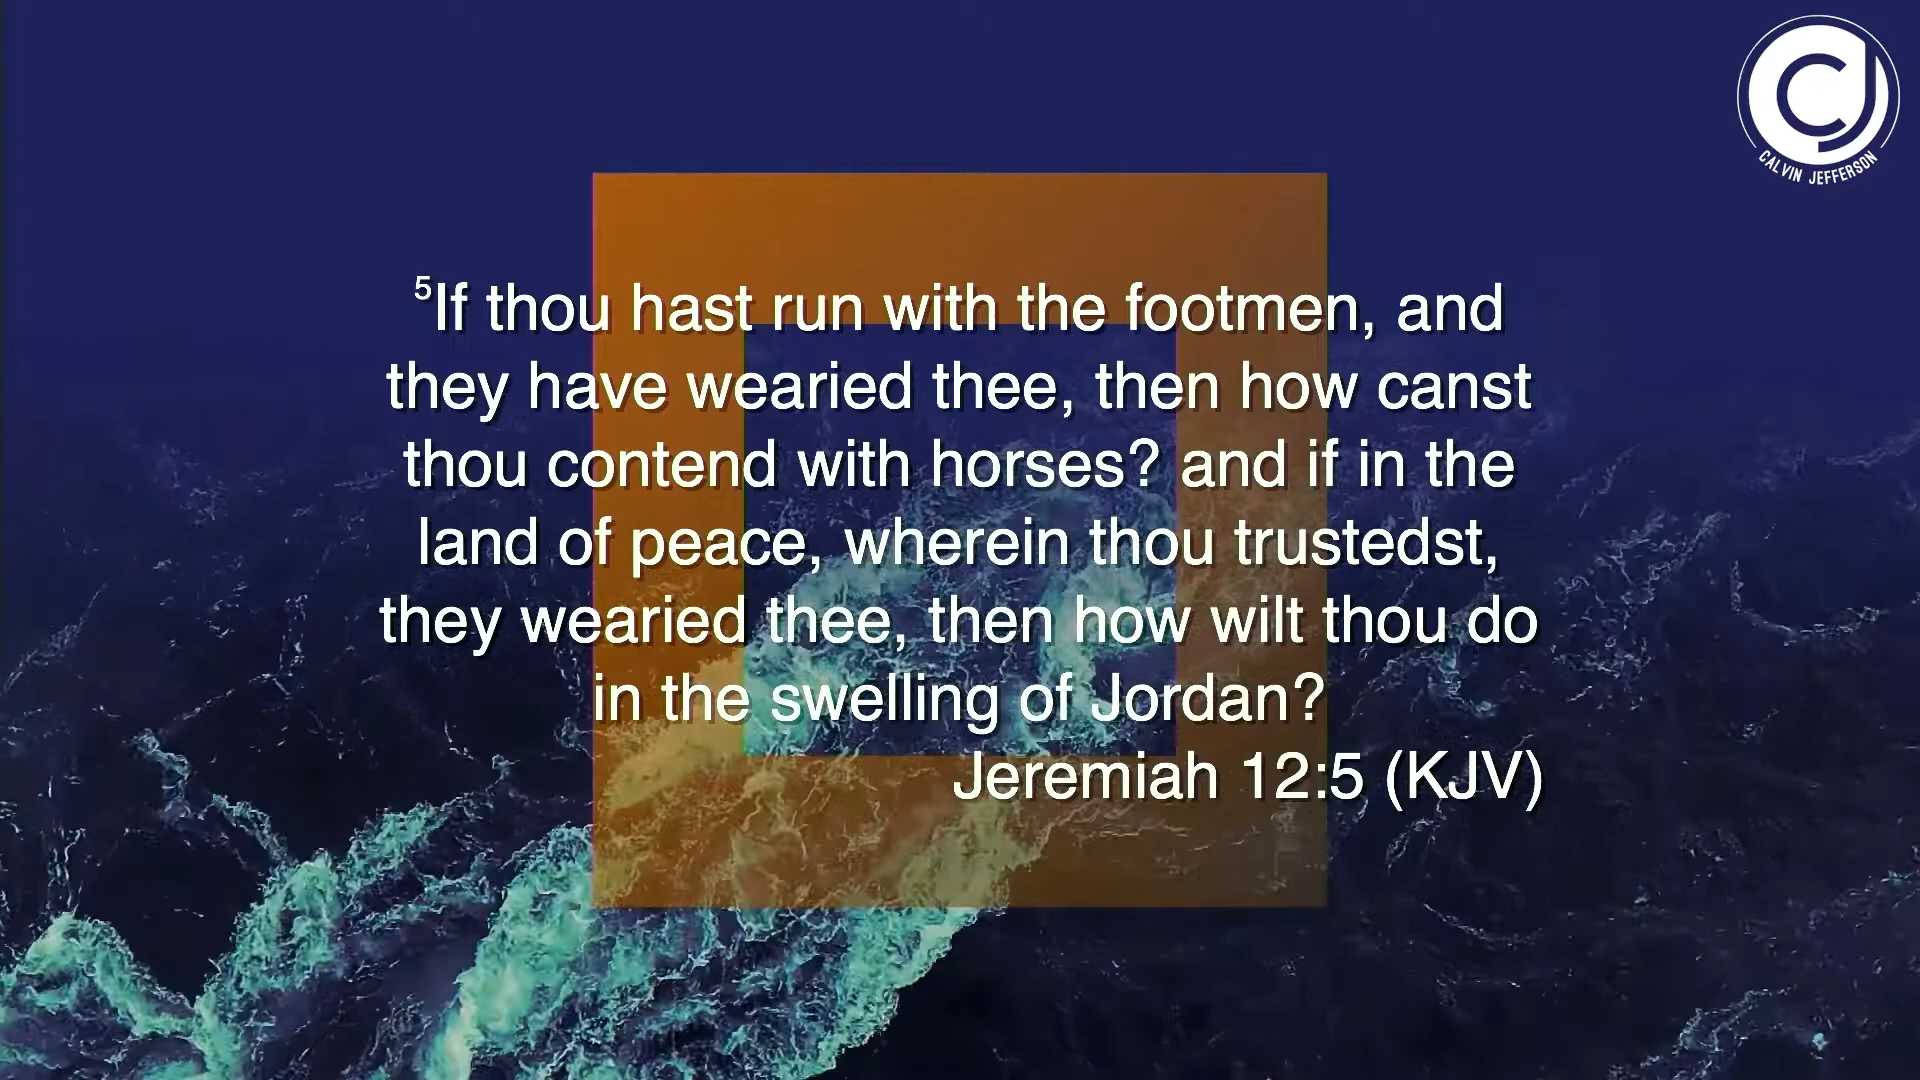 CALVIN JEFFERSON
⁵If thou hast run with the footmen, and
they have wearied thee, then how canst
thou contend with horses? and if in the
land of peace, wherein thou trustedst,
they wearied thee, then how wilt thou do
in the swelling of Jordan?
Jeremiah 12:5 (KJV)